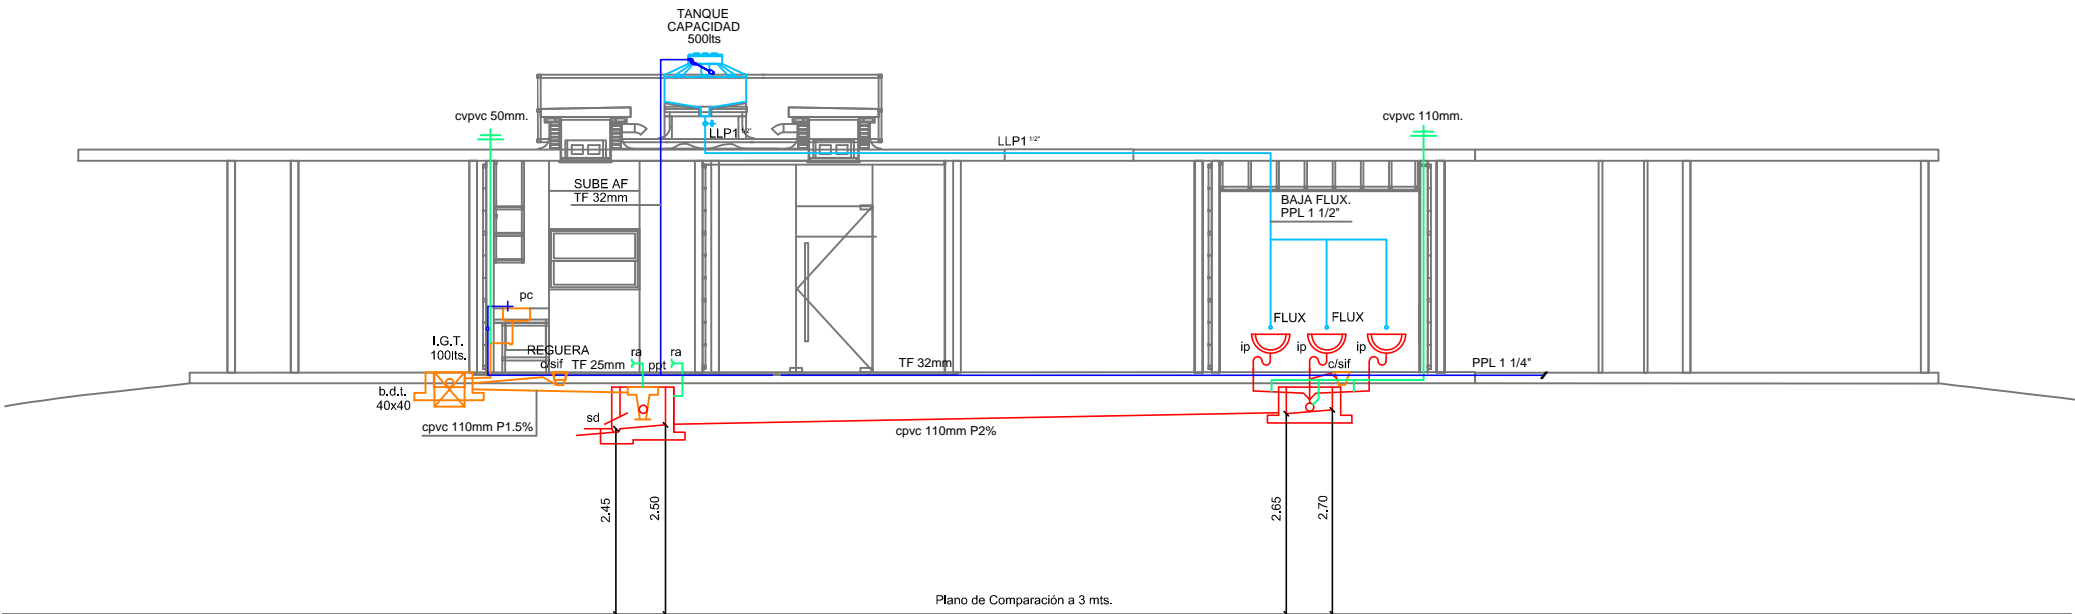 TANQUE
CAPACIDAD
500lts
cvpvc 50mm.
cvpvc 110mm.
LLP1 1/2"
LLP1 1/2"
SUBE AF
TF 32mm
BAJA FLUX.
PPL 1 1/2"
pc
FLUX
FLUX
I.G.T.
100lts.
REGUERA
c/sif
TF 25mm
ra
ppt
ra
TF 32mm
ip
ip
ip
c/sif
PPL 1 1/4"
b.d.t.
40x40
sd
cpvc 110mm P1.5%
cpvc 110mm P2%
2.45
2.50
2.65
2.70
Plano de Comparación a 3 mts.